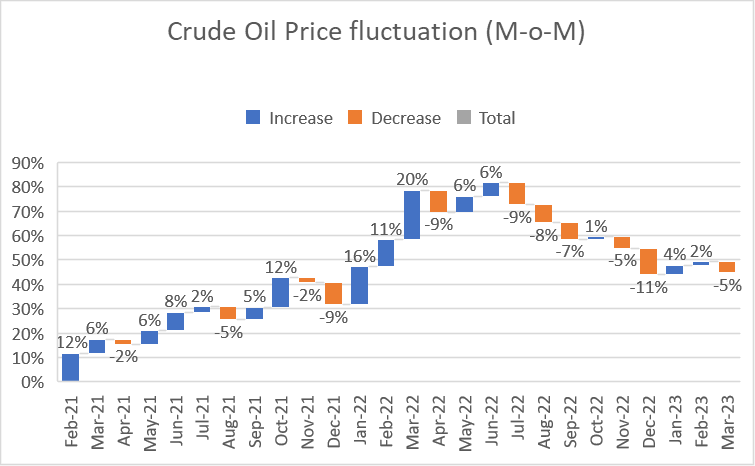 Crude Oil Price fluctuation (M-o-M)
Increase Decrease Total
90%
80%
70%
60%
50%
40%
30%
20%
10%
0%
12%
6%
-2%
6%
8%
2%
-5%
5%
12%
-2%
-9%
16%
11%
20%
-9%
6%
6%
-9%
-8%
-7%
1%
-5%
-11%
4%
2%
-5%
Feb-21
Mar-21
Apr-21
May-21
Jun-21
Jul-21
Aug-21
Sep-21
Oct-21
Nov-21
Dec-21
Jan-22
Feb-22
Mar-22
Apr-22
May-22
Jun-22
Jul-22
Aug-22
Sep-22
Oct-22
Nov-22
Dec-22
Jan-23
Feb-23
Mar-23